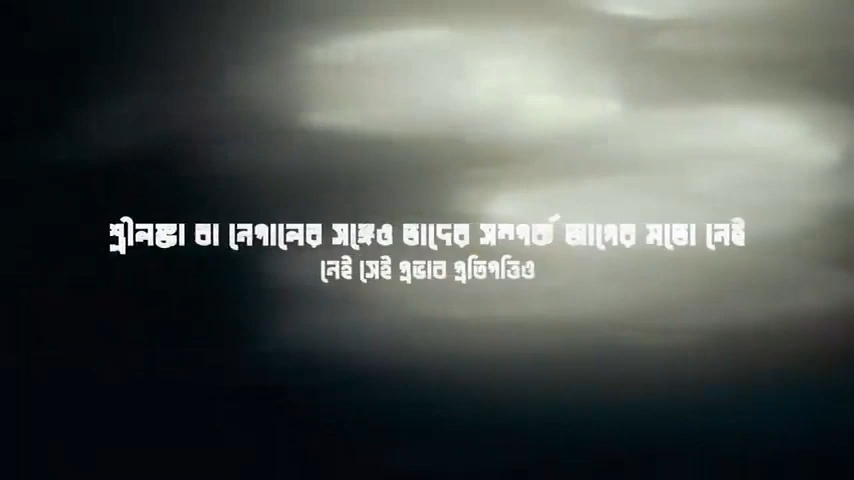 শ্রীলঙ্কা বা নেপালের সঙ্গেও তাদের সম্পর্ক আগের মতো নেই
নেই সেই প্রভাব প্রতিপত্তিও